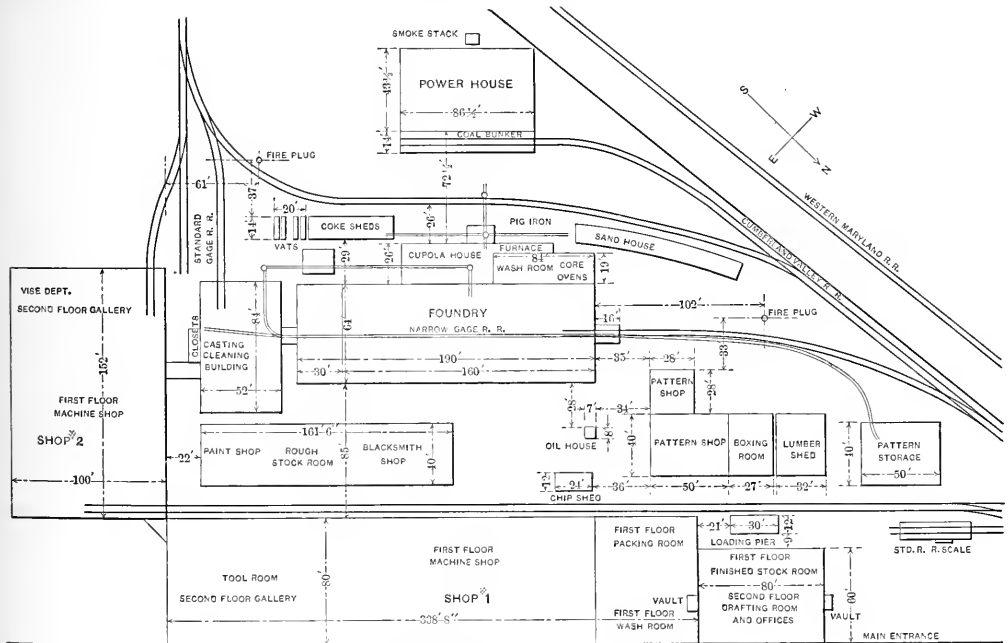 SMOKE STACK
POWER HOUSE
43½'
86½'
COAL BUNKER
14'
72½'
S
W
E
N
WESTERN MARYLAND R.R.
CUMBERLAND VALLEY R.R.
FIRE PLUG
61'
37'
STANDARD
GAGE R.R.
14'
20'
COKE SHEDS
VATS
26'
PIG IRON
SAND HOUSE
29'
26'
CUPOLA HOUSE
FURNACE
84'
WASH ROOM
CORE
OVENS
19'
VISE DEPT.
SECOND FLOOR GALLERY
152'
FIRST FLOOR
MACHINE SHOP
SHOP #2
100'
CLOSETS
84'
CASTING
CLEANING
BUILDING
52'
64'
FOUNDRY
NARROW GAGE R.R.
190'
30'
160'
102'
16'
FIRE PLUG
33'
35'
28'
PATTERN
SHOP
28'
28'
7'
34'
8'
OIL HOUSE
40'
PATTERN SHOP
BOXING
ROOM
LUMBER
SHED
40'
PATTERN
STORAGE
50'
22'
161-6"
PAINT SHOP
ROUGH
STOCK ROOM
BLACKSMITH
SHOP
40'
85'
12'
24'
CHIP SHED
36'
50'
27'
32'
80'
TOOL ROOM
SECOND FLOOR GALLERY
FIRST FLOOR
MACHINE SHOP
SHOP #1
FIRST FLOOR
PACKING ROOM
21'
30'
12'
9'
LOADING PIER
STD. R. R. SCALE
FIRST FLOOR
FINISHED STOCK ROOM
80'
SECOND FLOOR
DRAFTING ROOM
AND OFFICES
60'
VAULT
VAULT
FIRST FLOOR
WASH ROOM
MAIN ENTRANCE